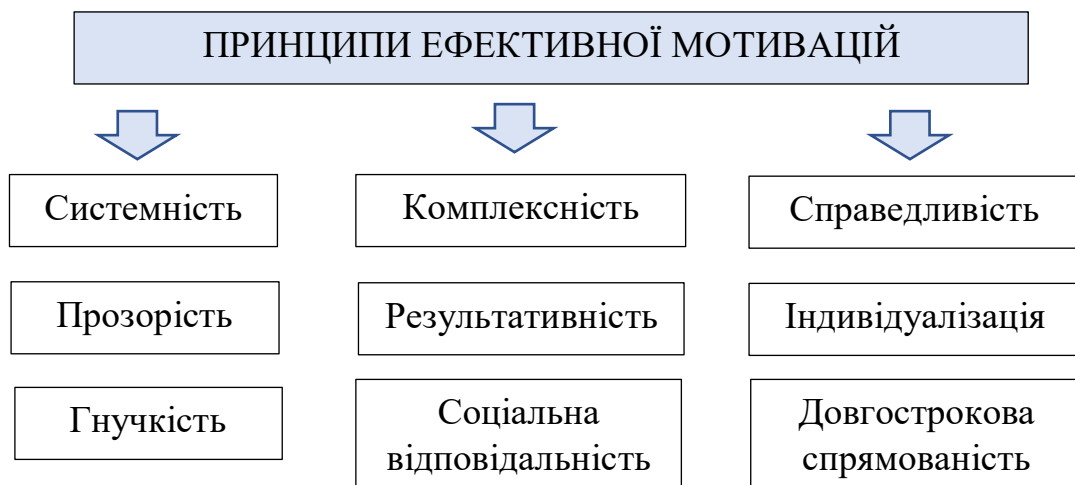 ПРИНЦИПИ ЕФЕКТИВНОЇ МОТИВАЦІЙ
Системність
Комплексність
Справедливість
Прозорість
Результативність
Індивідуалізація
Гнучкість
Соціальна
відповідальність
Довгострокова
спрямованість